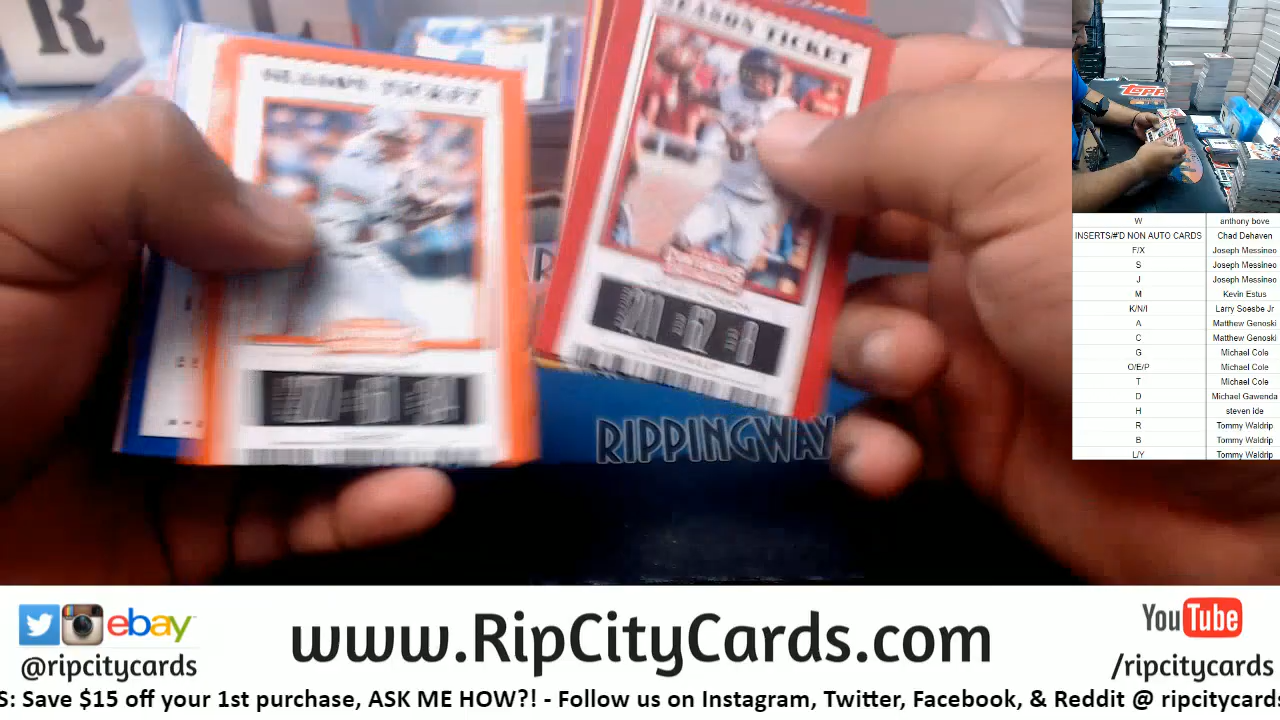 R
SEASON TICKET
SEASON TICKET
RIPPINGWAY
TOPPS
W anthony bove
INSERTS/#'D NON AUTO CARDS Chad Dehaven
F/X Joseph Messineo
S Joseph Messineo
J Joseph Messineo
M Kevin Estus
K/N/I Larry Soesbe Jr
A Matthew Genoski
C Matthew Genoski
G Michael Cole
O/E/P Michael Cole
T Michael Cole
D Michael Gawenda
H steven ide
R Tommy Waldrip
B Tommy Waldrip
L/Y Tommy Waldrip
ebay
@ripcitycards
www.RipCityCards.com
YouTube
/ripcitycards
S: Save $15 off your 1st purchase, ASK ME HOW?! - Follow us on Instagram, Twitter, Facebook, & Reddit @ ripcitycards